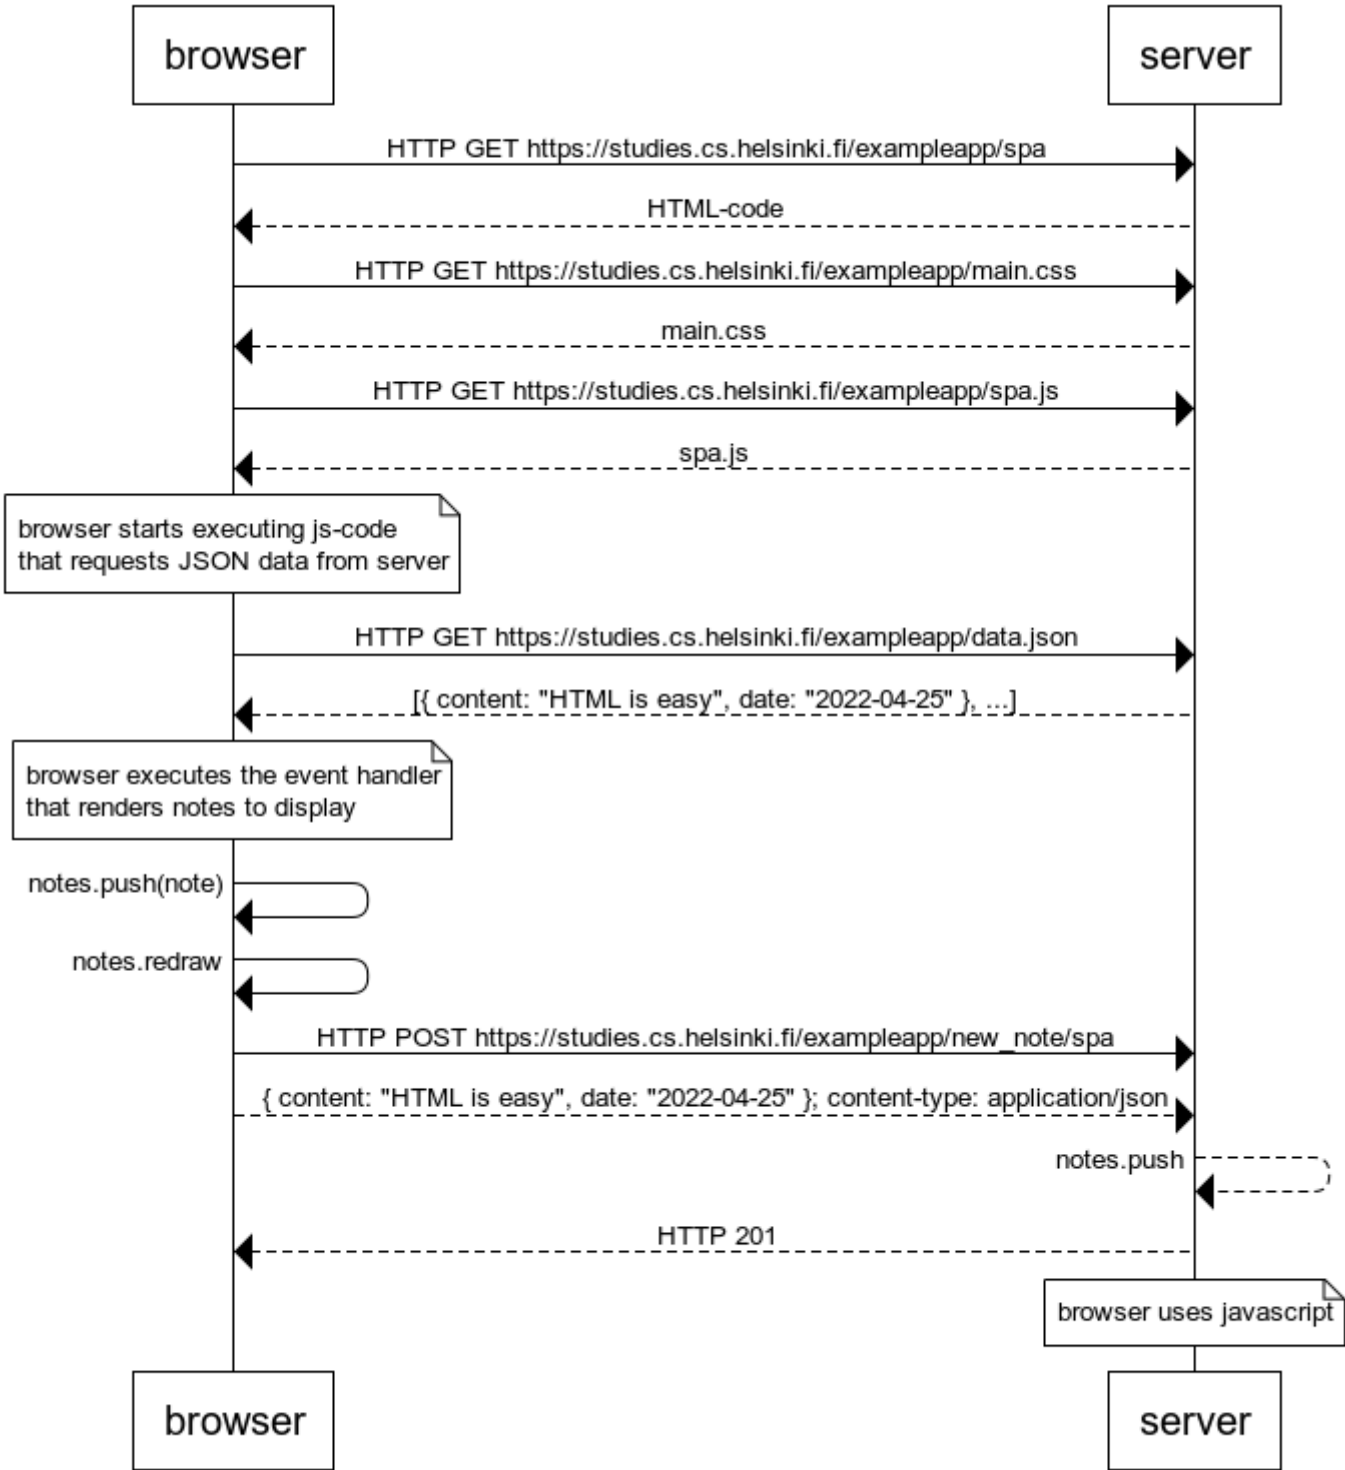 browser
server
HTTP GET https://studies.cs.helsinki.fi/exampleapp/spa
HTML-code
HTTP GET https://studies.cs.helsinki.fi/exampleapp/main.css
main.css
HTTP GET https://studies.cs.helsinki.fi/exampleapp/spa.js
spa.js
browser starts executing js-code
that requests JSON data from server
HTTP GET https://studies.cs.helsinki.fi/exampleapp/data.json
[{ content: "HTML is easy", date: "2022-04-25" }, ...]
browser executes the event handler
that renders notes to display
notes.push(note)
notes.redraw
HTTP POST https://studies.cs.helsinki.fi/exampleapp/new_note/spa
{ content: "HTML is easy", date: "2022-04-25" }; content-type: application/json
notes.push
HTTP 201
browser uses javascript
browser
server